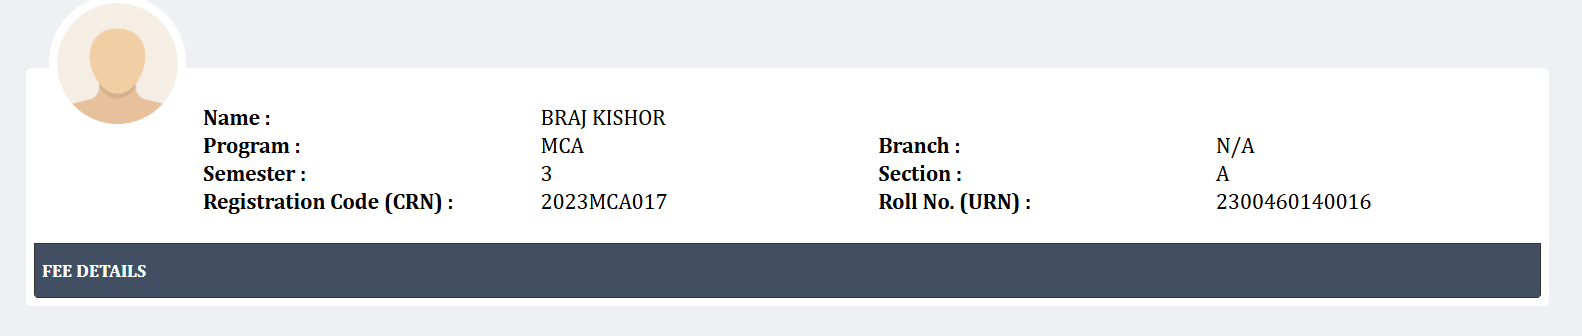 Name : BRAJ KISHOR
Program : MCA Branch : N/A
Semester : 3 Section : A
Registration Code (CRN) : 2023MCA017 Roll No. (URN) : 2300460140016
FEE DETAILS